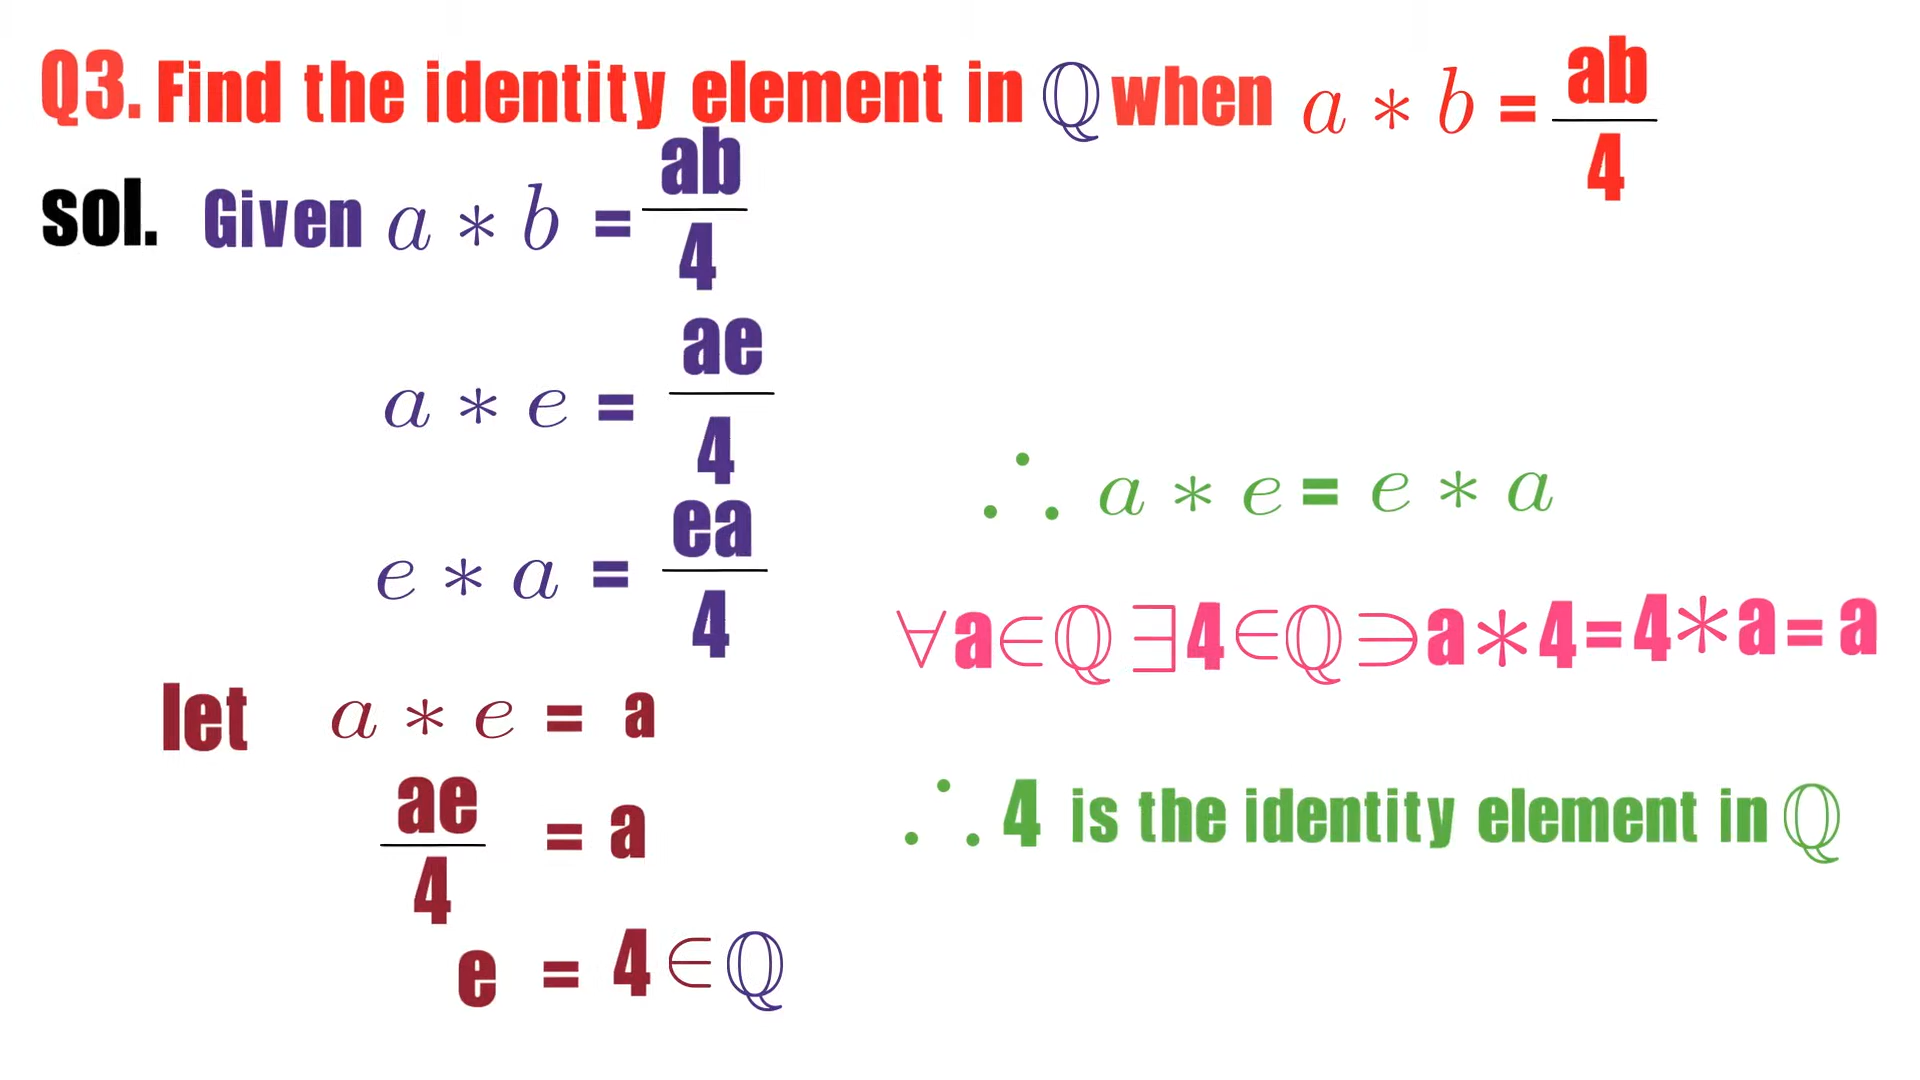 Q3. Find the identity element in ℚ when a * b = ab/4
sol. Given a * b = ab/4
a * e = ae/4
e * a = ea/4
let a * e = a
ae/4 = a
e = 4 ∈ ℚ
∴ a * e = e * a
∀ a ∈ ℚ ∃ 4 ∈ ℚ ∋ a * 4 = 4 * a = a
∴ 4 is the identity element in ℚ